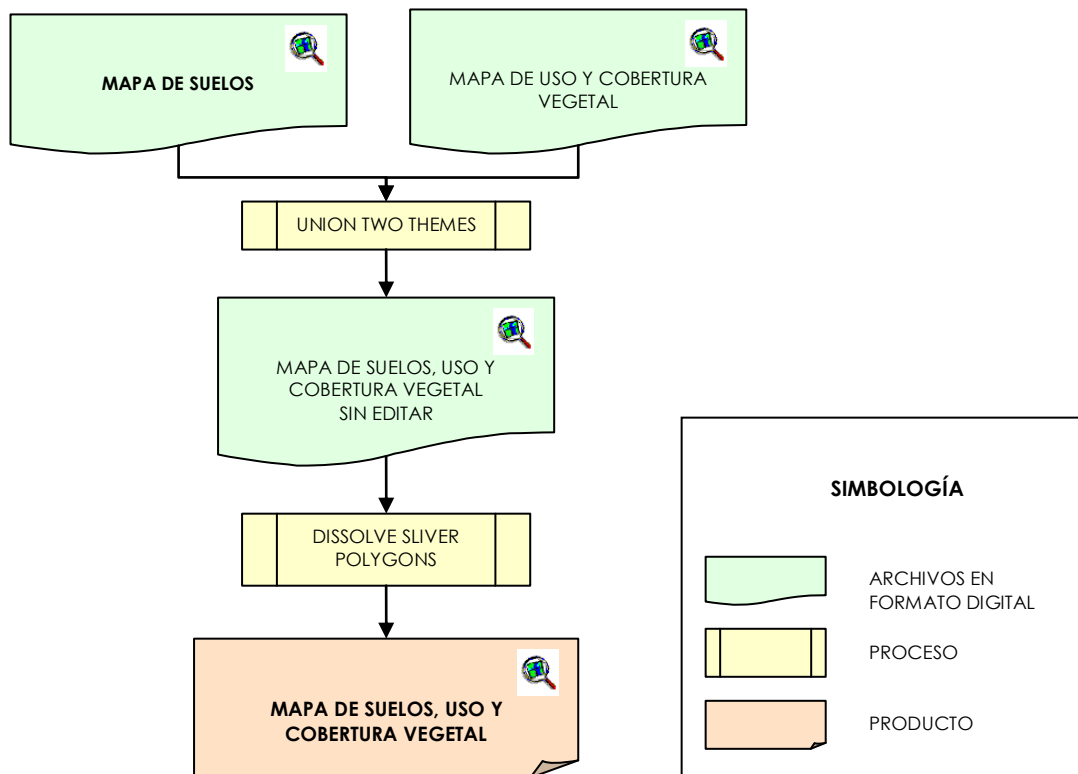 MAPA DE SUELOS
MAPA DE USO Y COBERTURA
VEGETAL
UNION TWO THEMES
MAPA DE SUELOS, USO Y
COBERTURA VEGETAL
SIN EDITAR
DISSOLVE SLIVER
POLYGONS
MAPA DE SUELOS, USO Y
COBERTURA VEGETAL
SIMBOLOGÍA
ARCHIVOS EN
FORMATO DIGITAL
PROCESO
PRODUCTO